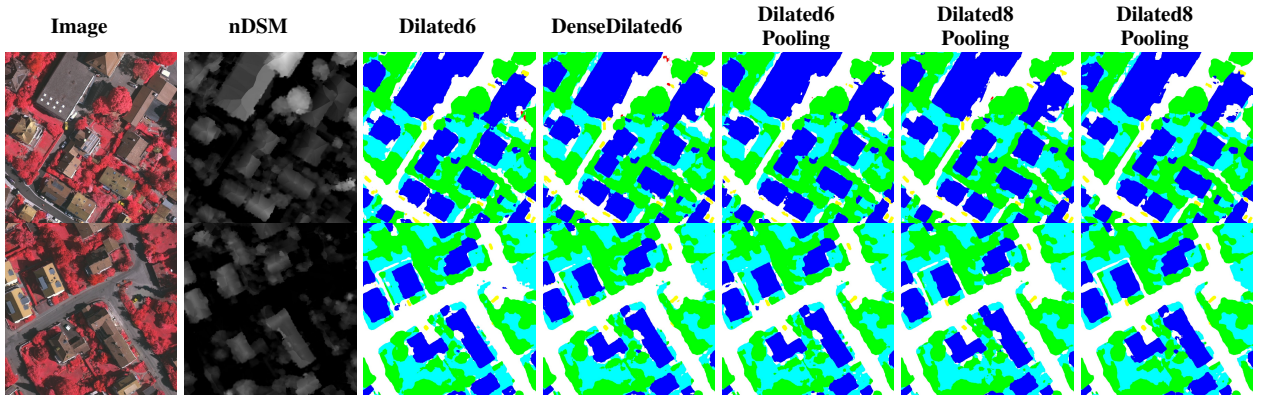 Image
nDSM
Dilated6
DenseDilated6
Dilated6
Pooling
Dilated8
Pooling
Dilated8
Pooling